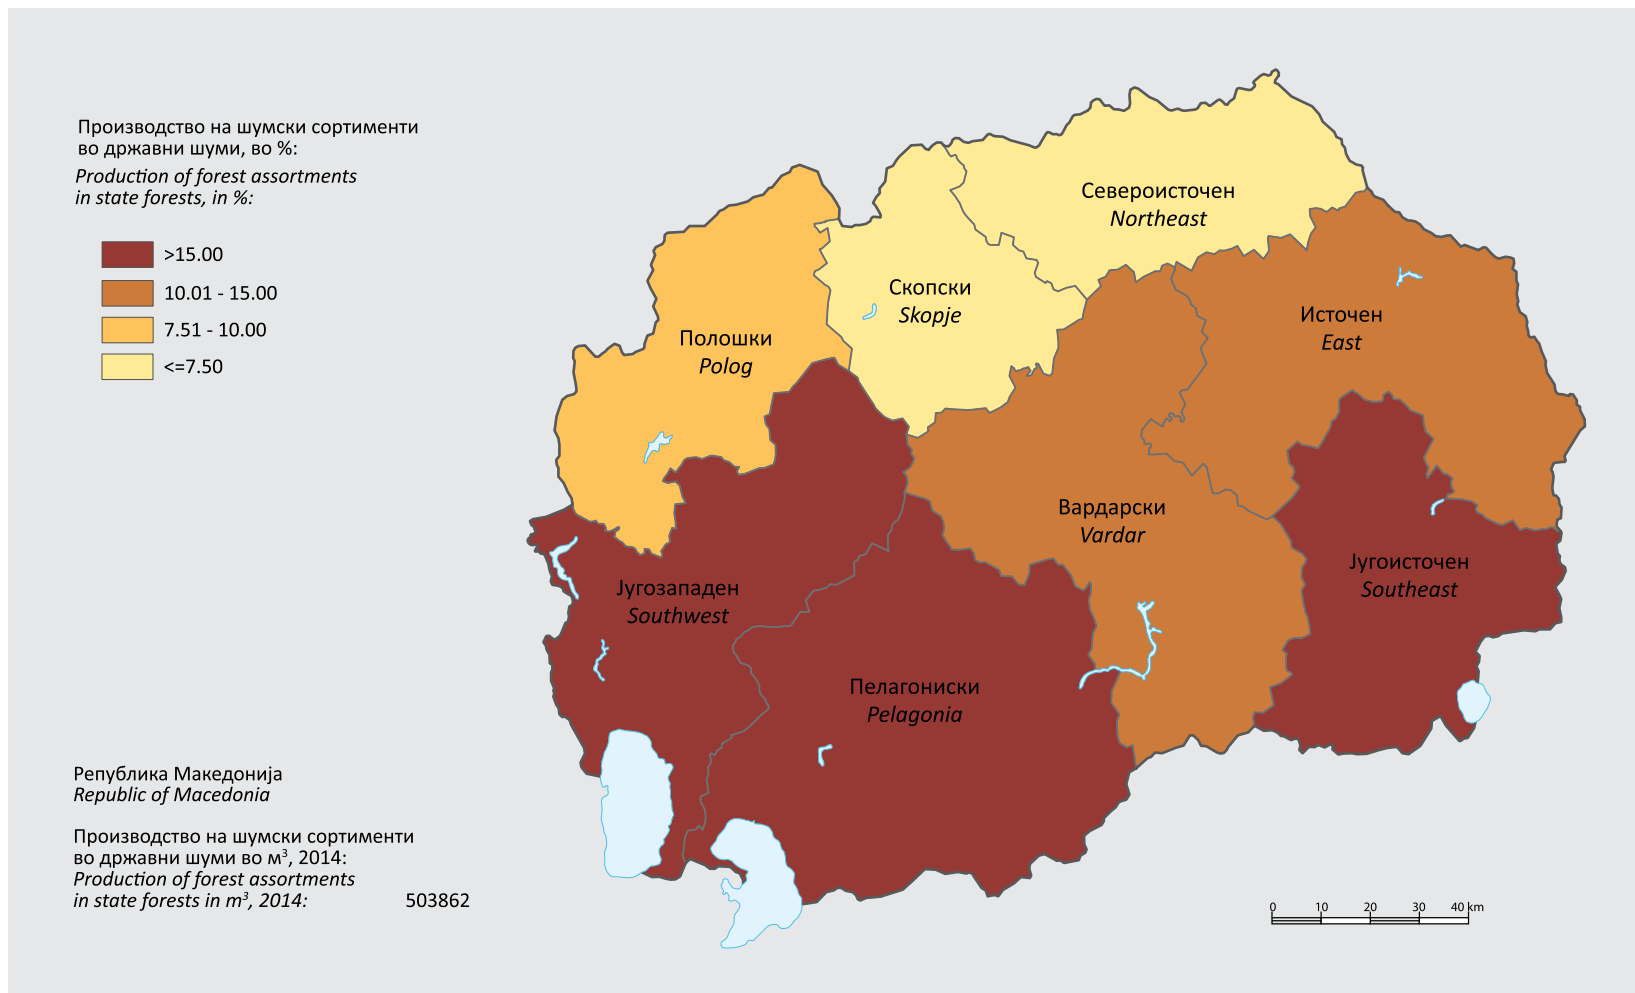 Производство на шумски сортименти
во државни шуми, во %:
Production of forest assortments
in state forests, in %:
>15.00
10.01 - 15.00
7.51 - 10.00
<=7.50
Североисточен
Northeast
Скопски
Skopje
Источен
East
Полошки
Polog
Вардарски
Vardar
Југоисточен
Southeast
Југозападен
Southwest
Пелагониски
Pelagonia
Република Македонија
Republic of Macedonia
Производство на шумски сортименти
во државни шуми во м³, 2014:
Production of forest assortments
in state forests in m³, 2014: 503862
0 10 20 30 40 km